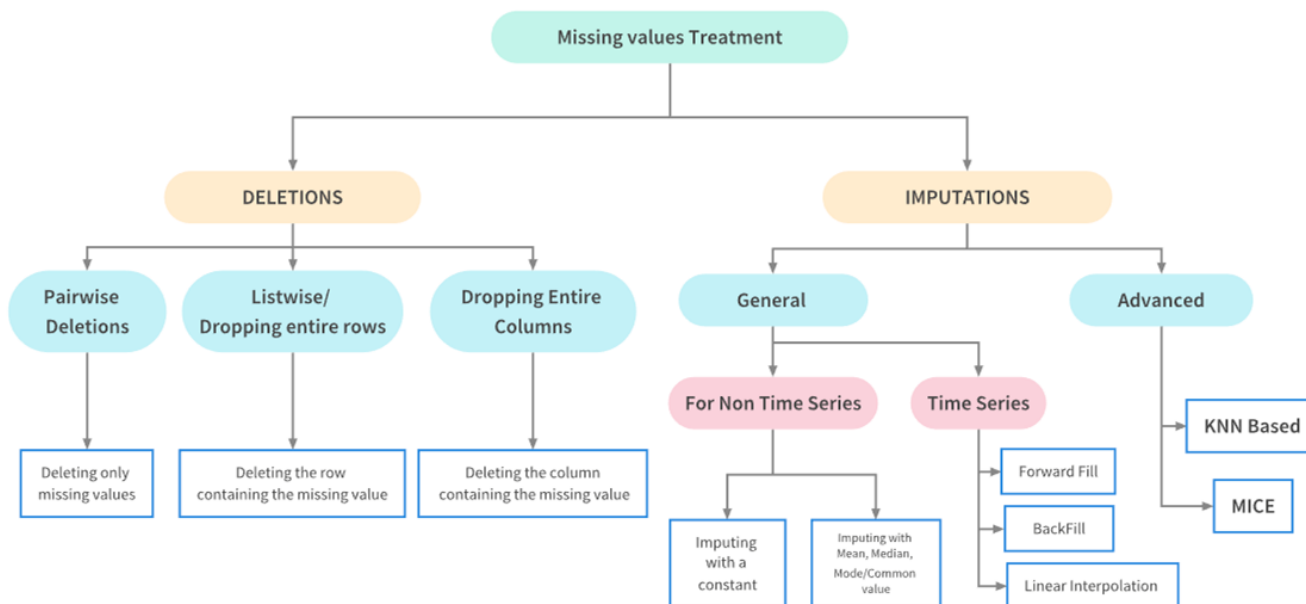 Missing values Treatment
DELETIONS
IMPUTATIONS
Pairwise
Deletions
Listwise/
Dropping entire rows
Dropping Entire
Columns
General
Advanced
For Non Time Series
Time Series
KNN Based
MICE
Deleting only
missing values
Deleting the row
containing the missing value
Deleting the column
containing the missing value
Forward Fill
BackFill
Linear Interpolation
Imputing
with a
constant
Imputing with
Mean, Median,
Mode/Common
value